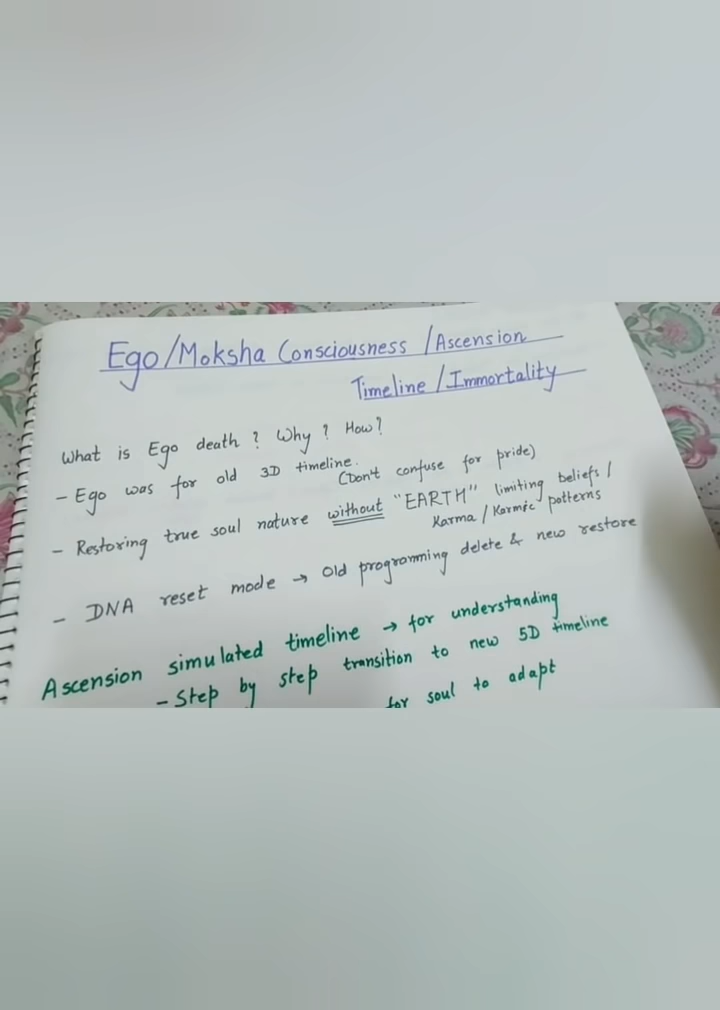 Ego/Moksha Consciousness /Ascension
Timeline /Immortality
What is Ego death? Why? How?
- Ego was for old 3D timeline.
(Don't confuse for pride)
- Restoring true soul nature without "EARTH" limiting beliefs/
Karma/Karmic patterns
- DNA reset mode → Old programming delete & new restore
Ascension simulated timeline → for understanding
- Step by step transition to new 5D timeline
for soul to adapt